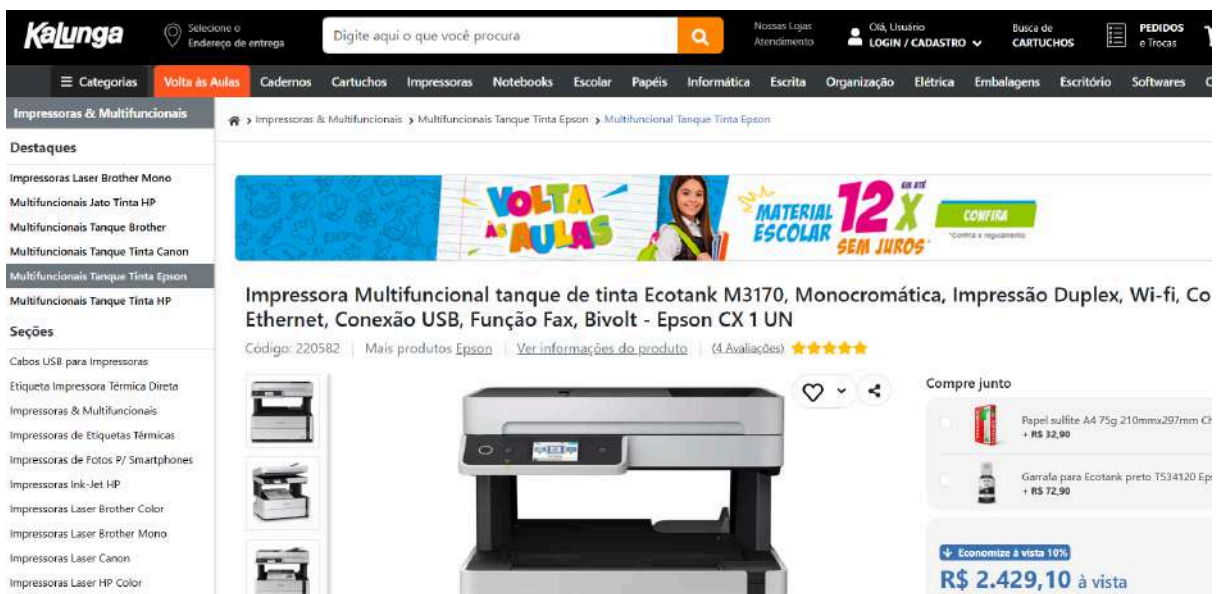 Kalunga
Selecione o
Endereço de entrega
Digite aqui o que você procura
Nossas Lojas
Atendimento
Olá, Usuário
LOGIN / CADASTRO
Busca de
CARTUCHOS
PEDIDOS
e Trocas
Categorias
Volta às Aulas
Cadernos
Cartuchos
Impressoras
Notebooks
Escolar
Papéis
Informática
Escrita
Organização
Elétrica
Embalagens
Escritório
Softwares
Impressoras & Multifuncionais
> Impressoras & Multifuncionais > Multifuncionais Tanque Tinta Epson > Multifuncional Tanque Tinta Epson
Destaques
Impressoras Laser Brother Mono
Multifuncionais Jato Tinta HP
Multifuncionais Tanque Brother
Multifuncionais Tanque Tinta Canon
Multifuncionais Tanque Tinta Epson
Multifuncionais Tanque Tinta HP
Seções
Cabos USB para Impressoras
Etiqueta Impressora Térmica Direta
Impressoras & Multifuncionais
Impressoras de Etiquetas Térmicas
Impressoras de Fotos P/ Smartphones
Impressoras Ink-Jet HP
Impressoras Laser Brother Color
Impressoras Laser Brother Mono
Impressoras Laser Canon
Impressoras Laser HP Color
VOLTA
ÀS AULAS
MATERIAL
ESCOLAR
EM ATÉ
12X
SEM JUROS*
CONFIRA
*Confira o regulamento
Impressora Multifuncional tanque de tinta Ecotank M3170, Monocromática, Impressão Duplex, Wi-fi, Co
Ethernet, Conexão USB, Função Fax, Bivolt - Epson CX 1 UN
Código: 220582 | Mais produtos Epson | Ver informações do produto | (4 Avaliações)
Compre junto
Papel sulfite A4 75g 210mmx297mm Ch
+ R$ 32,90
Garrafa para Ecotank preto T534120 Eps
+ R$ 72,90
Economize à vista 10%
R$ 2.429,10 à vista